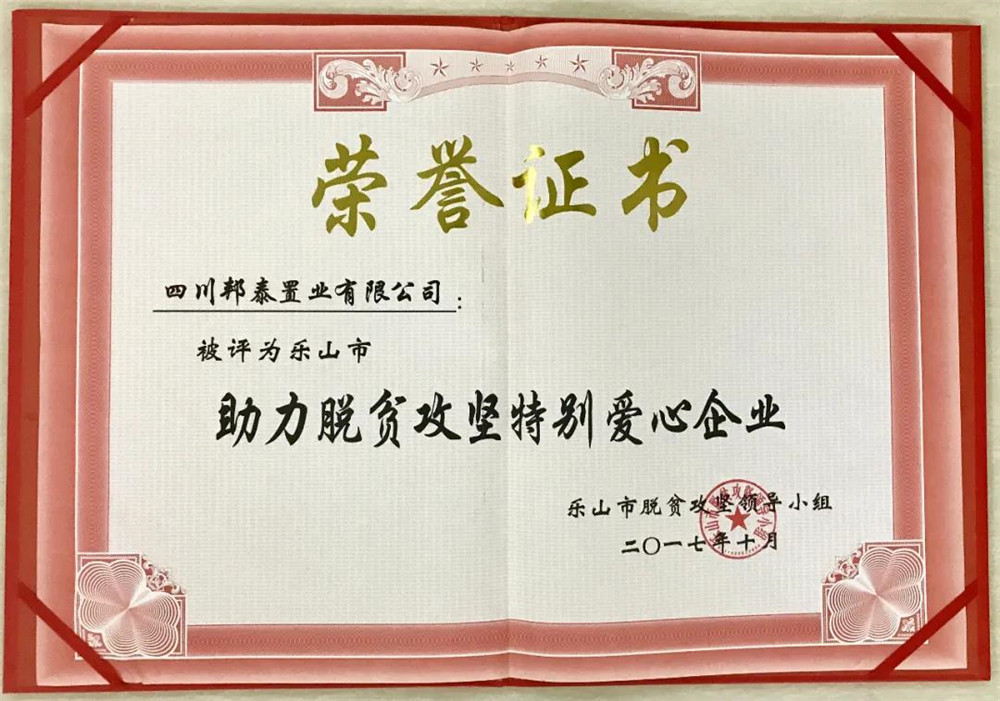 荣誉证书
四川邦泰置业有限公司：
被评为乐山市
助力脱贫攻坚特别爱心企业
乐山市脱贫攻坚领导小组
二〇一七年十月